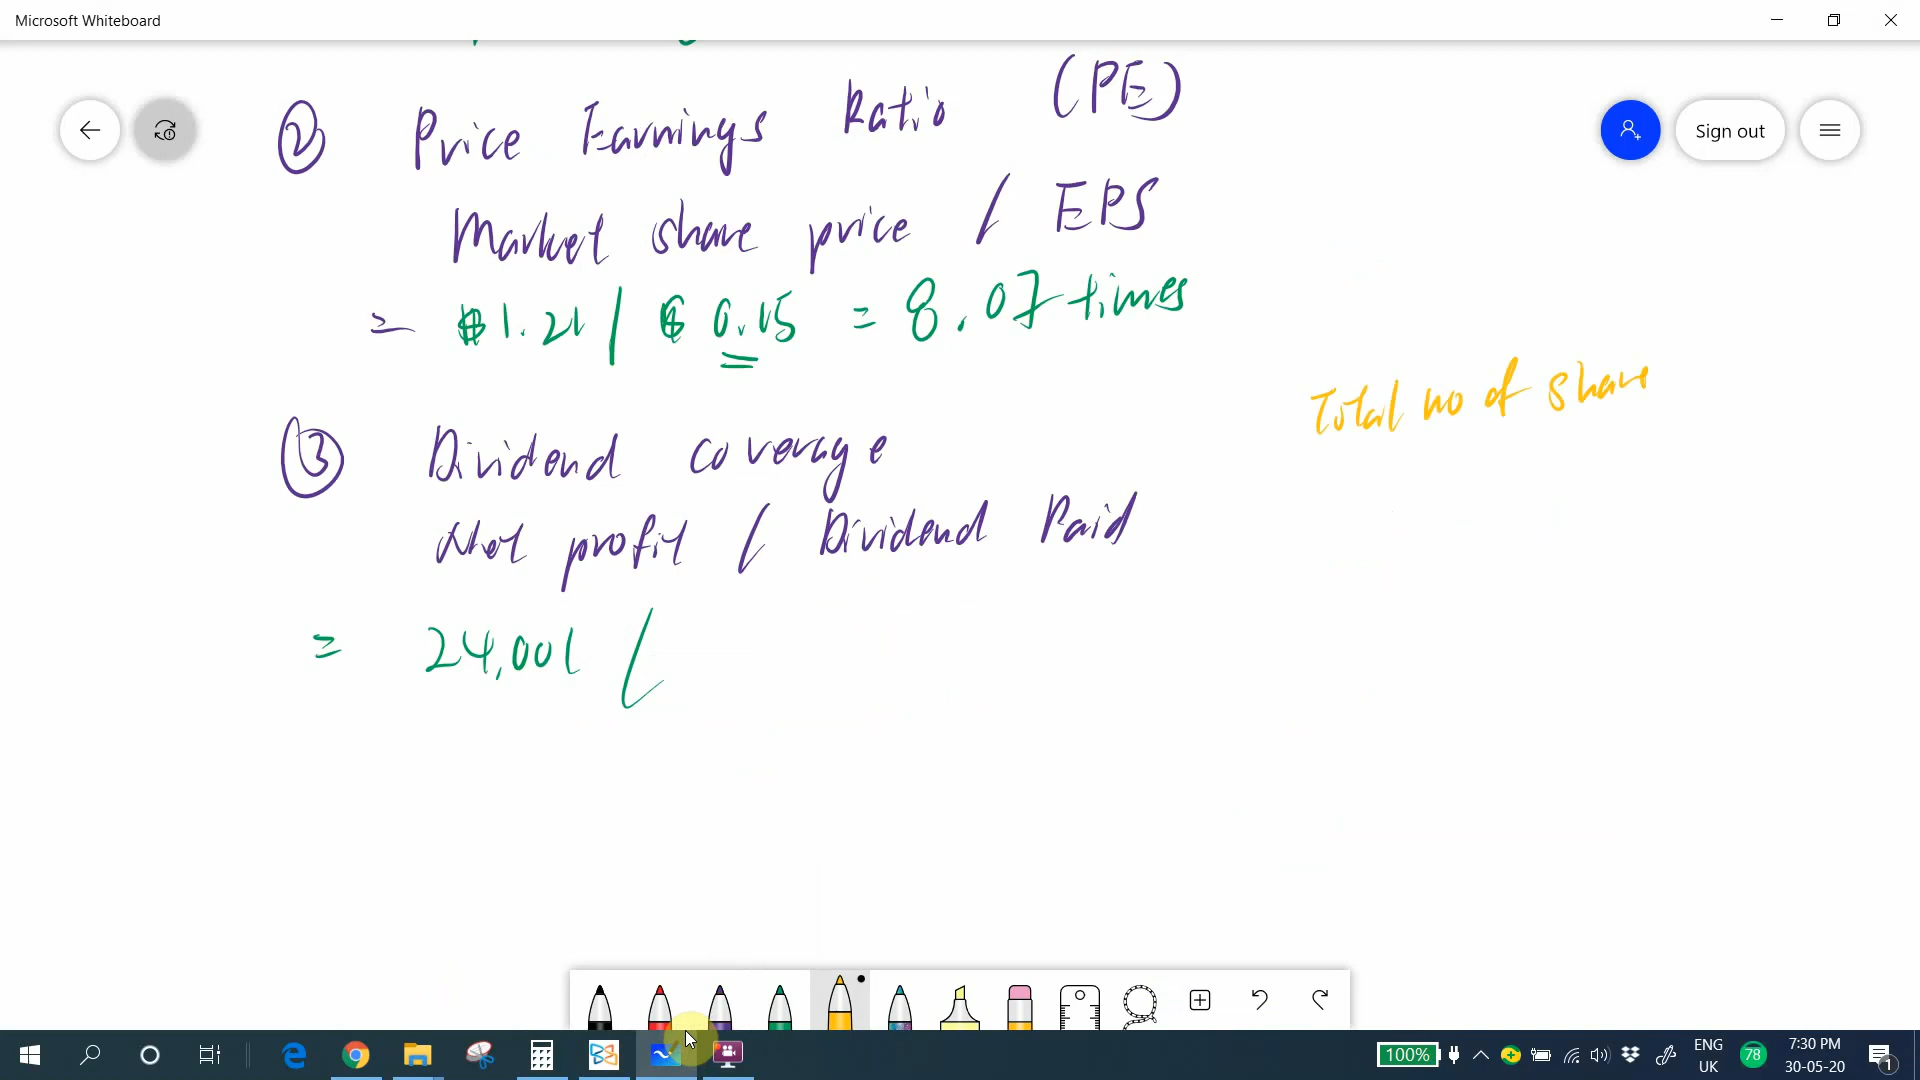 Microsoft Whiteboard
Sign out
② Price Earnings Ratio (PE)
Market share price / EPS
= $1.21 / $ 0.15 = 8.07 times
Total no of share
③ Dividend coverage
Net profit / Dividend Paid
= 24,001 /
100%
ENG
UK
78
7:30 PM
30-05-20
1